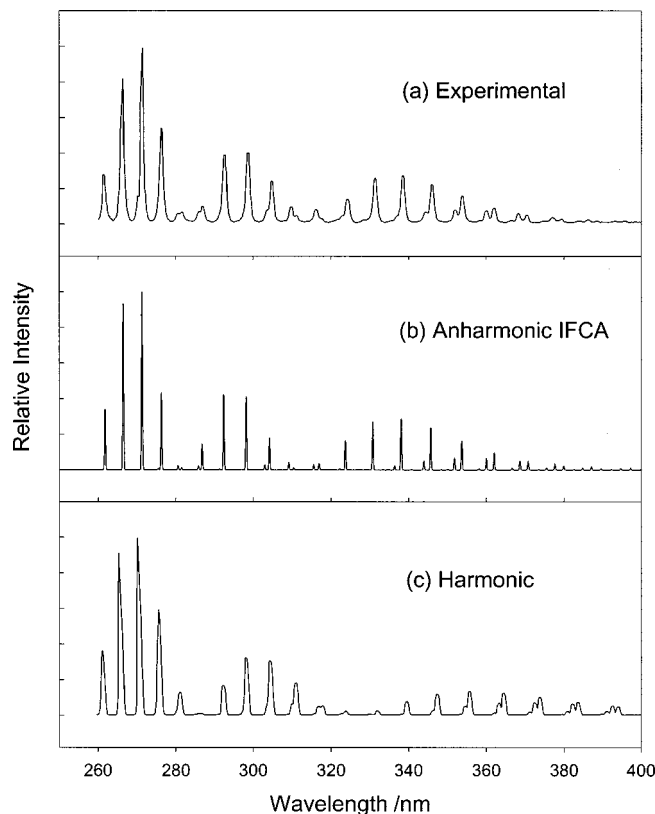 (a) Experimental
(b) Anharmonic IFCA
(c) Harmonic
Relative Intensity
260 280 300 320 340 360 380 400
Wavelength /nm